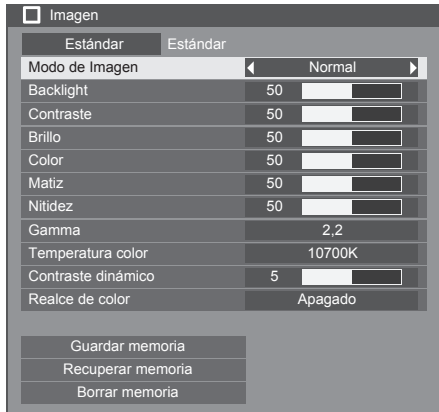 Imagen
Estándar Estándar
Modo de Imagen Normal
Backlight 50
Contraste 50
Brillo 50
Color 50
Matiz 50
Nitidez 50
Gamma 2,2
Temperatura color 10700K
Contraste dinámico 5
Realce de color Apagado
Guardar memoria
Recuperar memoria
Borrar memoria